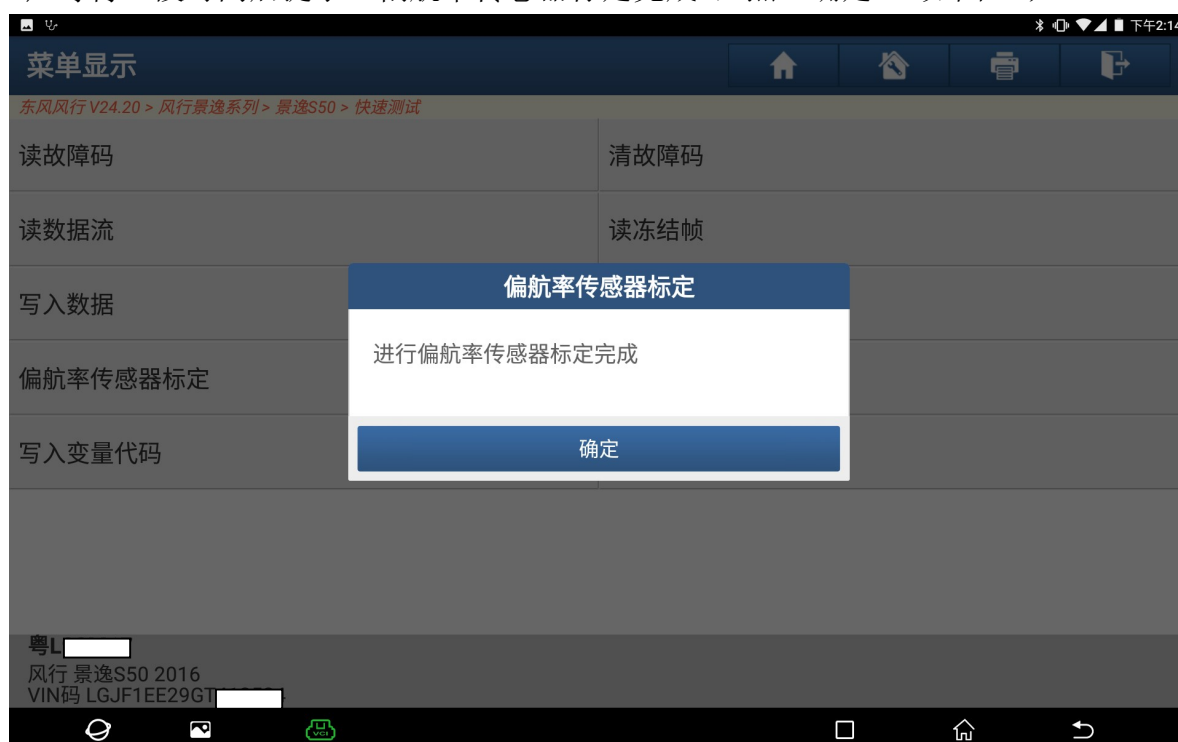 下午2:14
菜单显示
东风风行 V24.20 > 风行景逸系列 > 景逸S50 > 快速测试
读故障码
清故障码
读数据流
读冻结帧
写入数据
偏航率传感器标定
进行偏航率传感器标定完成
偏航率传感器标定
确定
写入变量代码
粤L
风行 景逸S50 2016
VIN码 LGJF1EE29GT
VCI